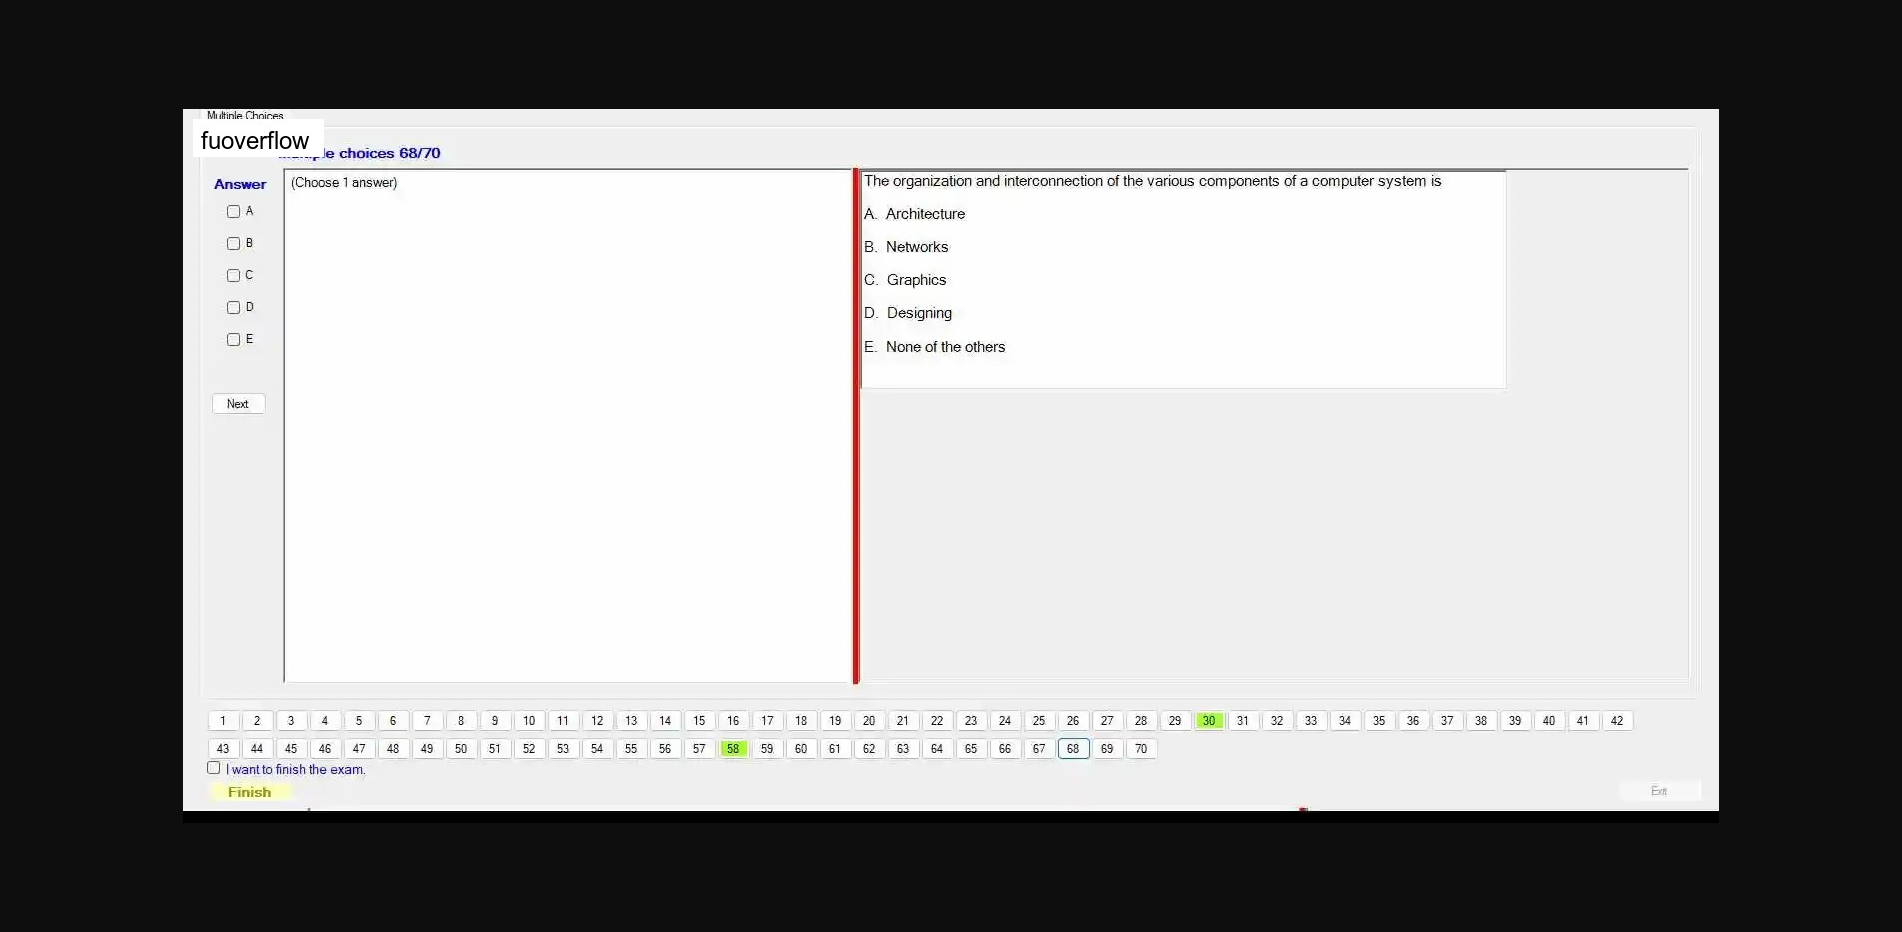 Multiple Choices
fuoverflow
choices 68/70
Answer
(Choose 1 answer)
A
B
C
D
E
Next
The organization and interconnection of the various components of a computer system is
A. Architecture
B. Networks
C. Graphics
D. Designing
E. None of the others
1 2 3 4 5 6 7 8 9 10 11 12 13 14 15 16 17 18 19 20 21 22 23 24 25 26 27 28 29 30 31 32 33 34 35 36 37 38 39 40 41 42
43 44 45 46 47 48 49 50 51 52 53 54 55 56 57 58 59 60 61 62 63 64 65 66 67 68 69 70
I want to finish the exam.
Finish
Exit